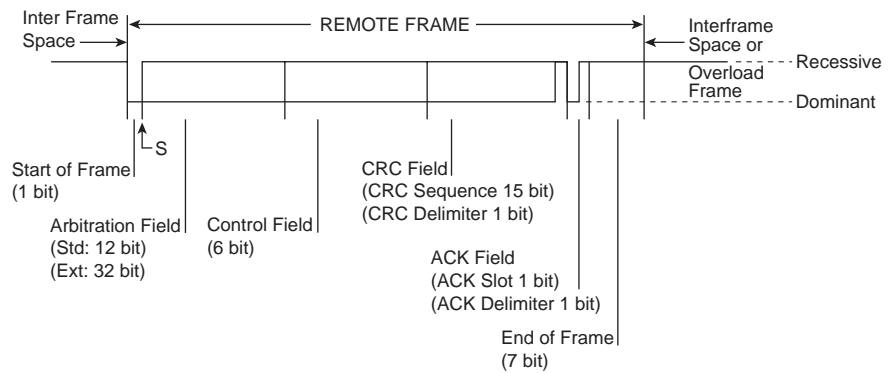 Inter Frame
Space
REMOTE FRAME
Interframe
Space or
Overload
Frame
Recessive
Dominant
S
Start of Frame
(1 bit)
Arbitration Field
(Std: 12 bit)
(Ext: 32 bit)
Control Field
(6 bit)
CRC Field
(CRC Sequence 15 bit)
(CRC Delimiter 1 bit)
ACK Field
(ACK Slot 1 bit)
(ACK Delimiter 1 bit)
End of Frame
(7 bit)